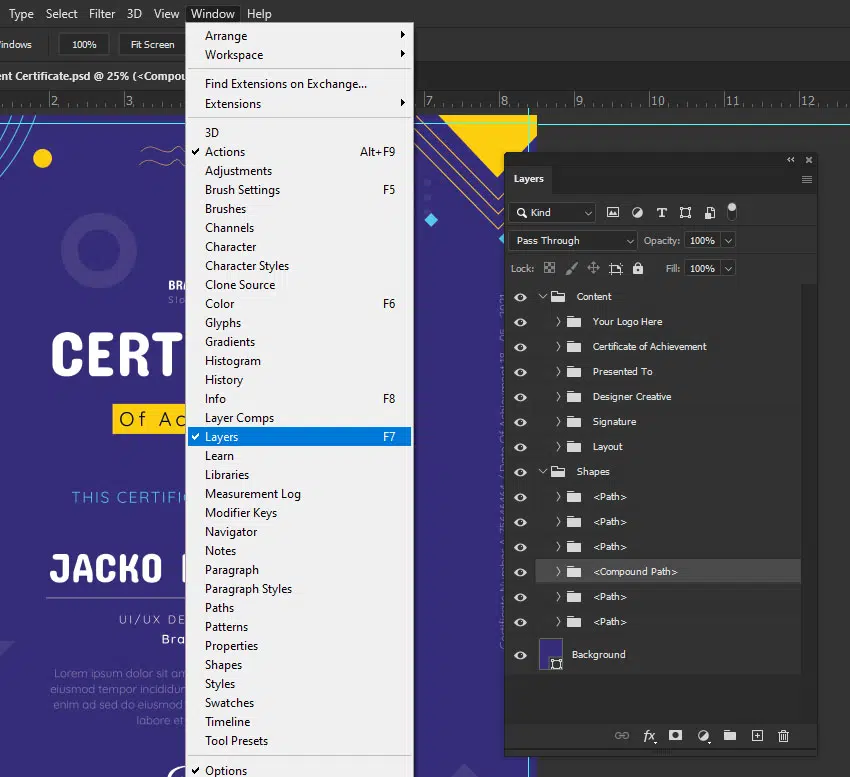 Type Select Filter 3D View Window Help
indows 100% Fit Screen
nt Certificate.psd @ 25% (<Compou
2 3 7 8 9 10 11 12
Arrange
Workspace
Find Extensions on Exchange...
Extensions
3D
Actions Alt+F9
Adjustments
Brush Settings F5
Brushes
Channels
Character
Character Styles
Clone Source
Color F6
Glyphs
Gradients
Histogram
History
Info F8
Layer Comps
Layers F7
Learn
Libraries
Measurement Log
Modifier Keys
Navigator
Notes
Paragraph
Paragraph Styles
Paths
Patterns
Properties
Shapes
Styles
Swatches
Timeline
Tool Presets
Options
BRA
Slo
CERT
Of Ac
THIS CERTIFI
JACKO
UI/UX DE
Bra
Lorem ipsum dolor sit am
eiusmod tempor incididun
enim ad sed do eiusmod
labore et
Layers
Kind
Pass Through Opacity: 100%
Lock: Fill: 100%
Content
Your Logo Here
Certificate of Achievement
Presented To
Designer Creative
Signature
Layout
Shapes
<Path>
<Path>
<Path>
<Compound Path>
<Path>
<Path>
Background
fx